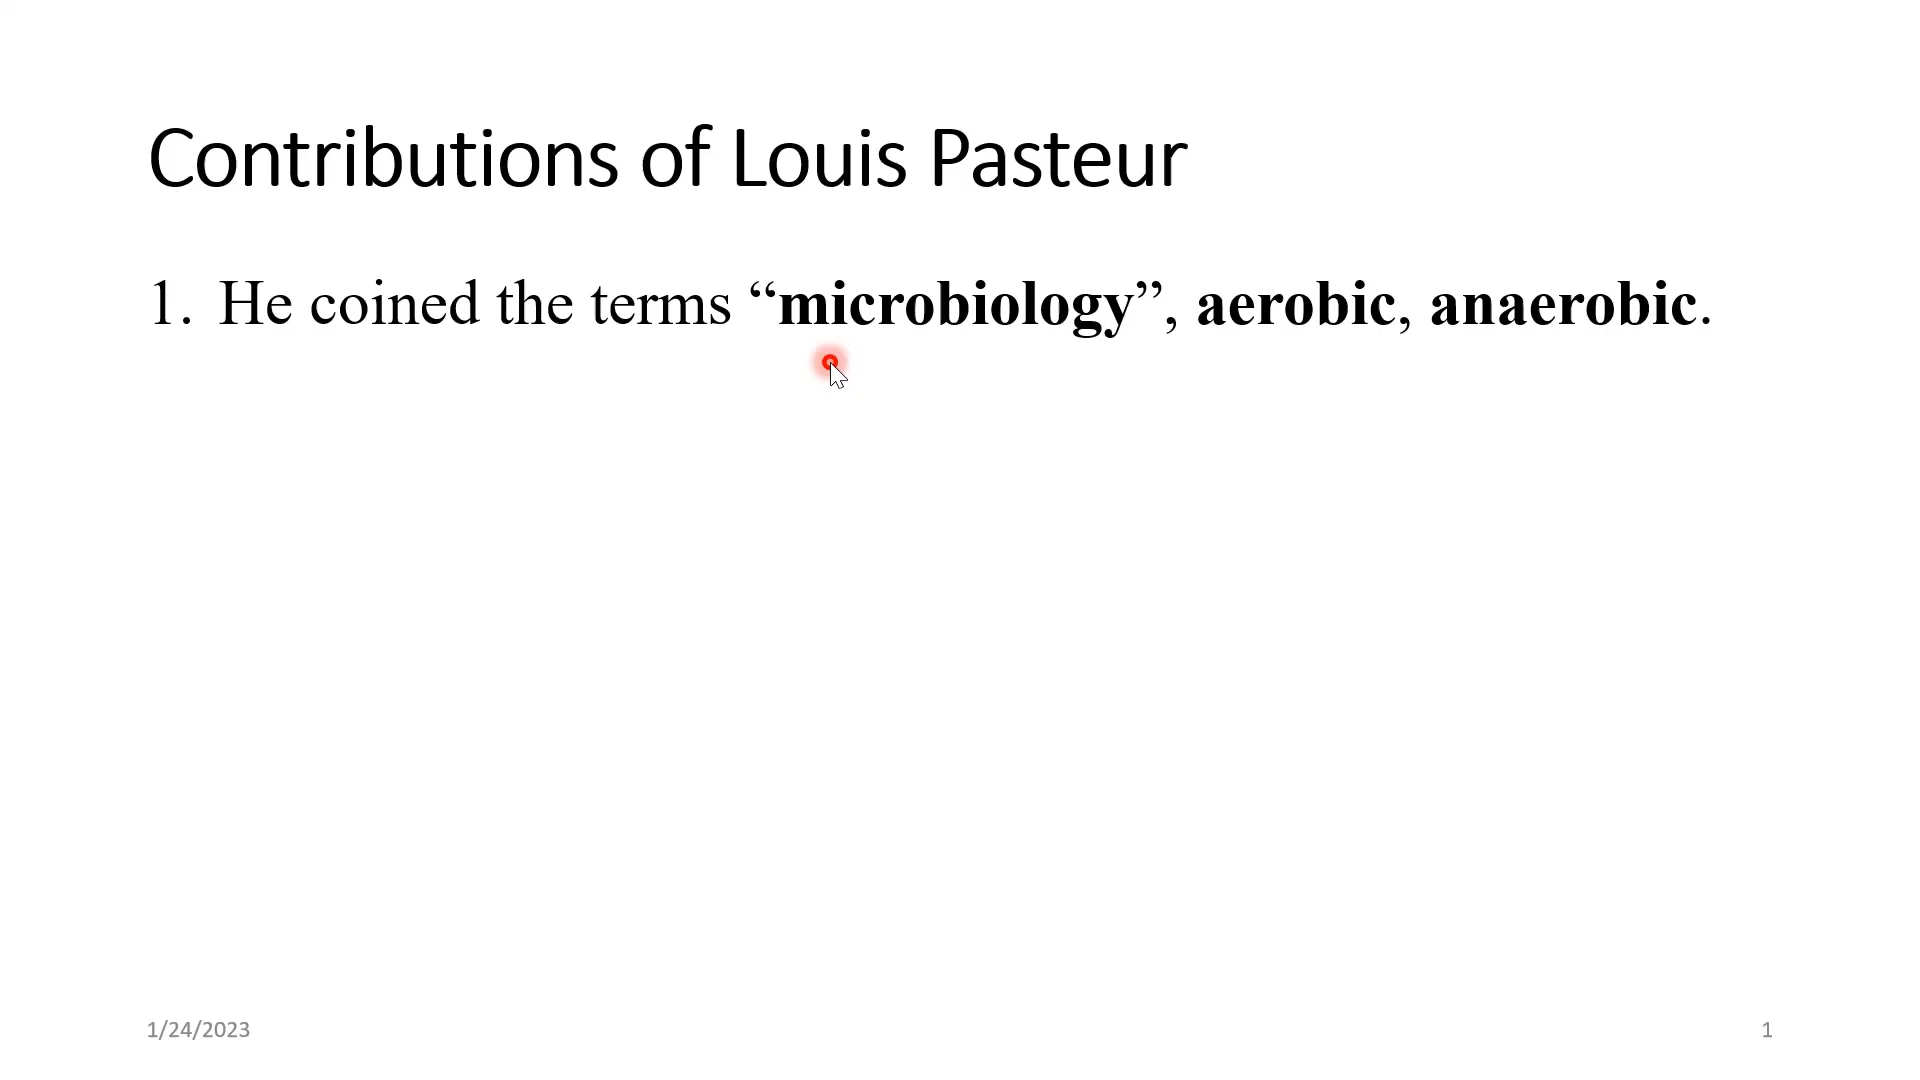 Contributions of Louis Pasteur
1. He coined the terms “microbiology”, aerobic, anaerobic.
1/24/2023
1